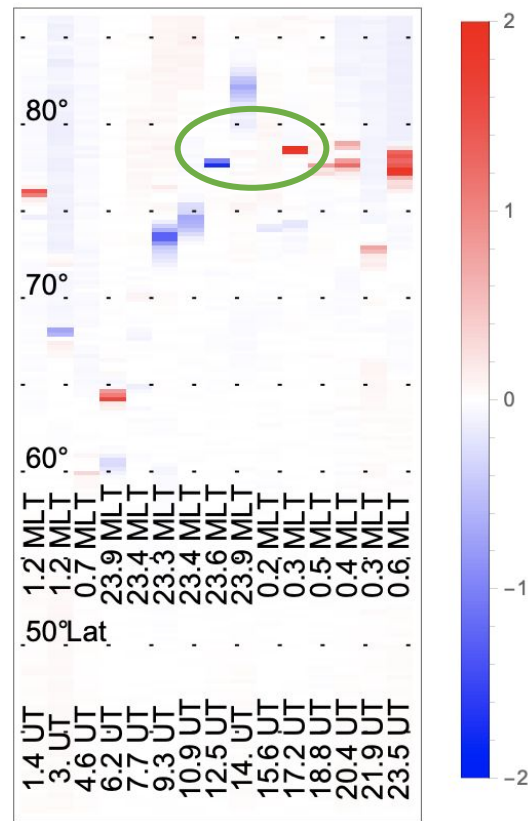 80°
70°
60°
1.2 MLT
1.2 MLT
0.7 MLT
23.9 MLT
23.4 MLT
23.3 MLT
23.4 MLT
23.6 MLT
23.9 MLT
0.2 MLT
0.3 MLT
0.5 MLT
0.4 MLT
0.3 MLT
0.6 MLT
50°Lat
1.4 UT
3. UT
4.6 UT
6.2 UT
7.7 UT
9.3 UT
10.9 UT
12.5 UT
14. UT
15.6 UT
17.2 UT
18.8 UT
20.4 UT
21.9 UT
23.5 UT
2
1
0
−1
−2